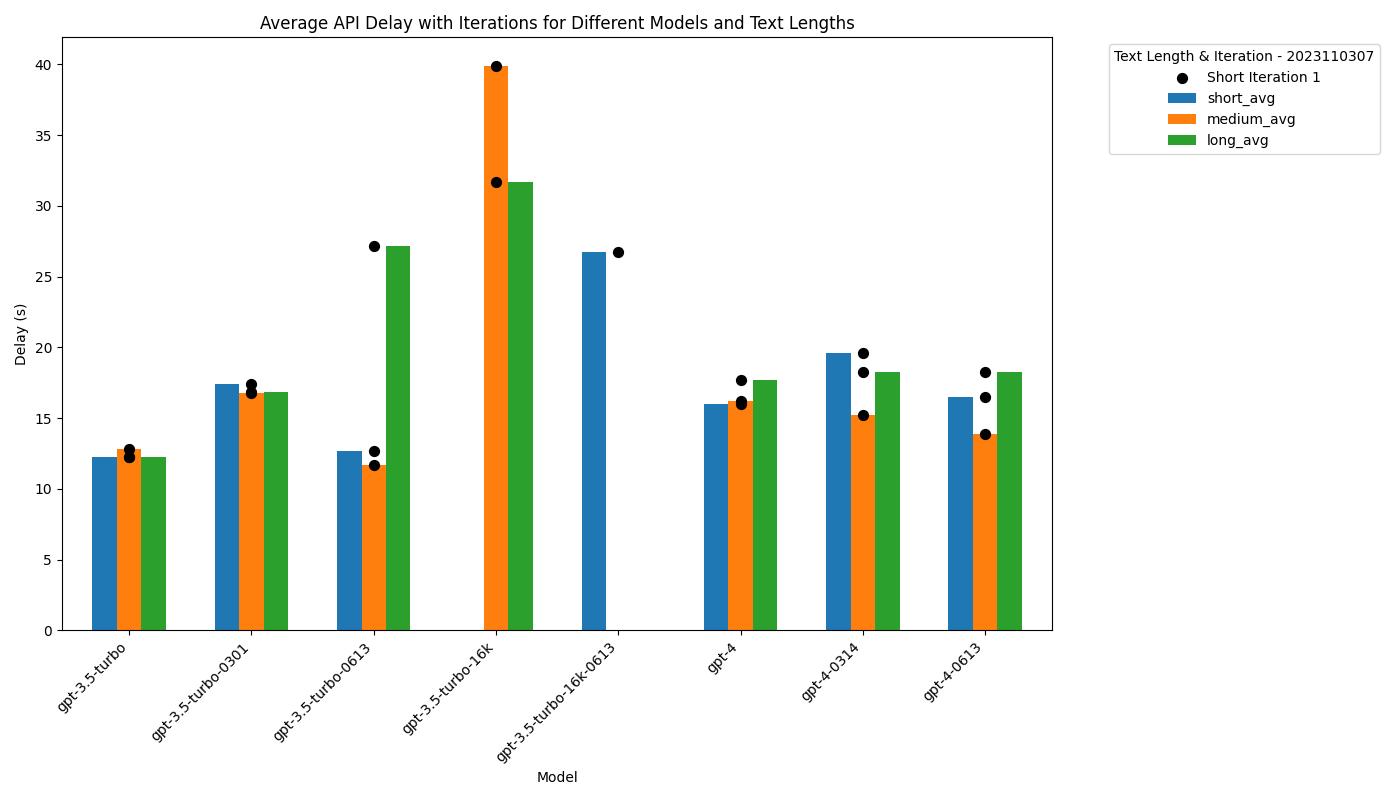 Average API Delay with Iterations for Different Models and Text Lengths
Text Length & Iteration - 2023110307
Short Iteration 1
short_avg
medium_avg
long_avg
Delay (s)
40
35
30
25
20
15
10
5
0
gpt-3.5-turbo
gpt-3.5-turbo-0301
gpt-3.5-turbo-0613
gpt-3.5-turbo-16k
gpt-3.5-turbo-16k-0613
gpt-4
gpt-4-0314
gpt-4-0613
Model